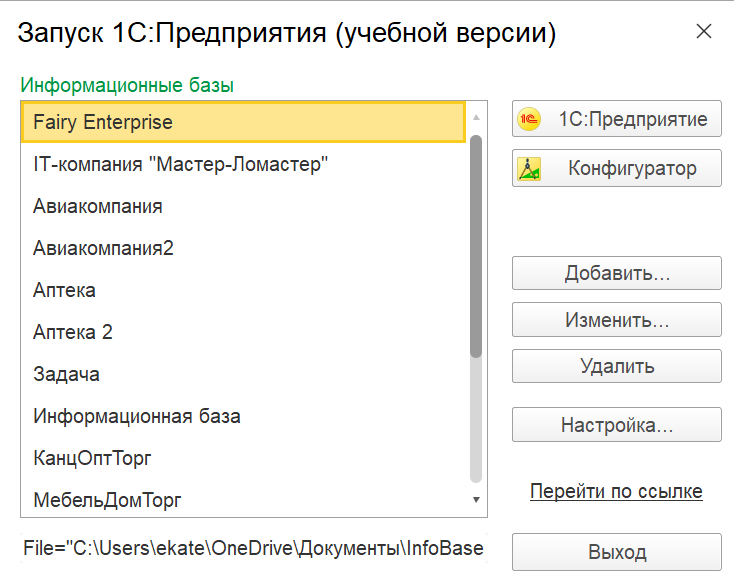 Запуск 1С:Предприятия (учебной версии)
Информационные базы
Fairy Enterprise
IT-компания "Мастер-Ломастер"
Авиакомпания
Авиакомпания2
Аптека
Аптека 2
Задача
Информационная база
КанцОптТорг
МебельДомТорг
File="C:\Users\ekate\OneDrive\Документы\InfoBase
1С:Предприятие
Конфигуратор
Добавить...
Изменить...
Удалить
Настройка...
Перейти по ссылке
Выход